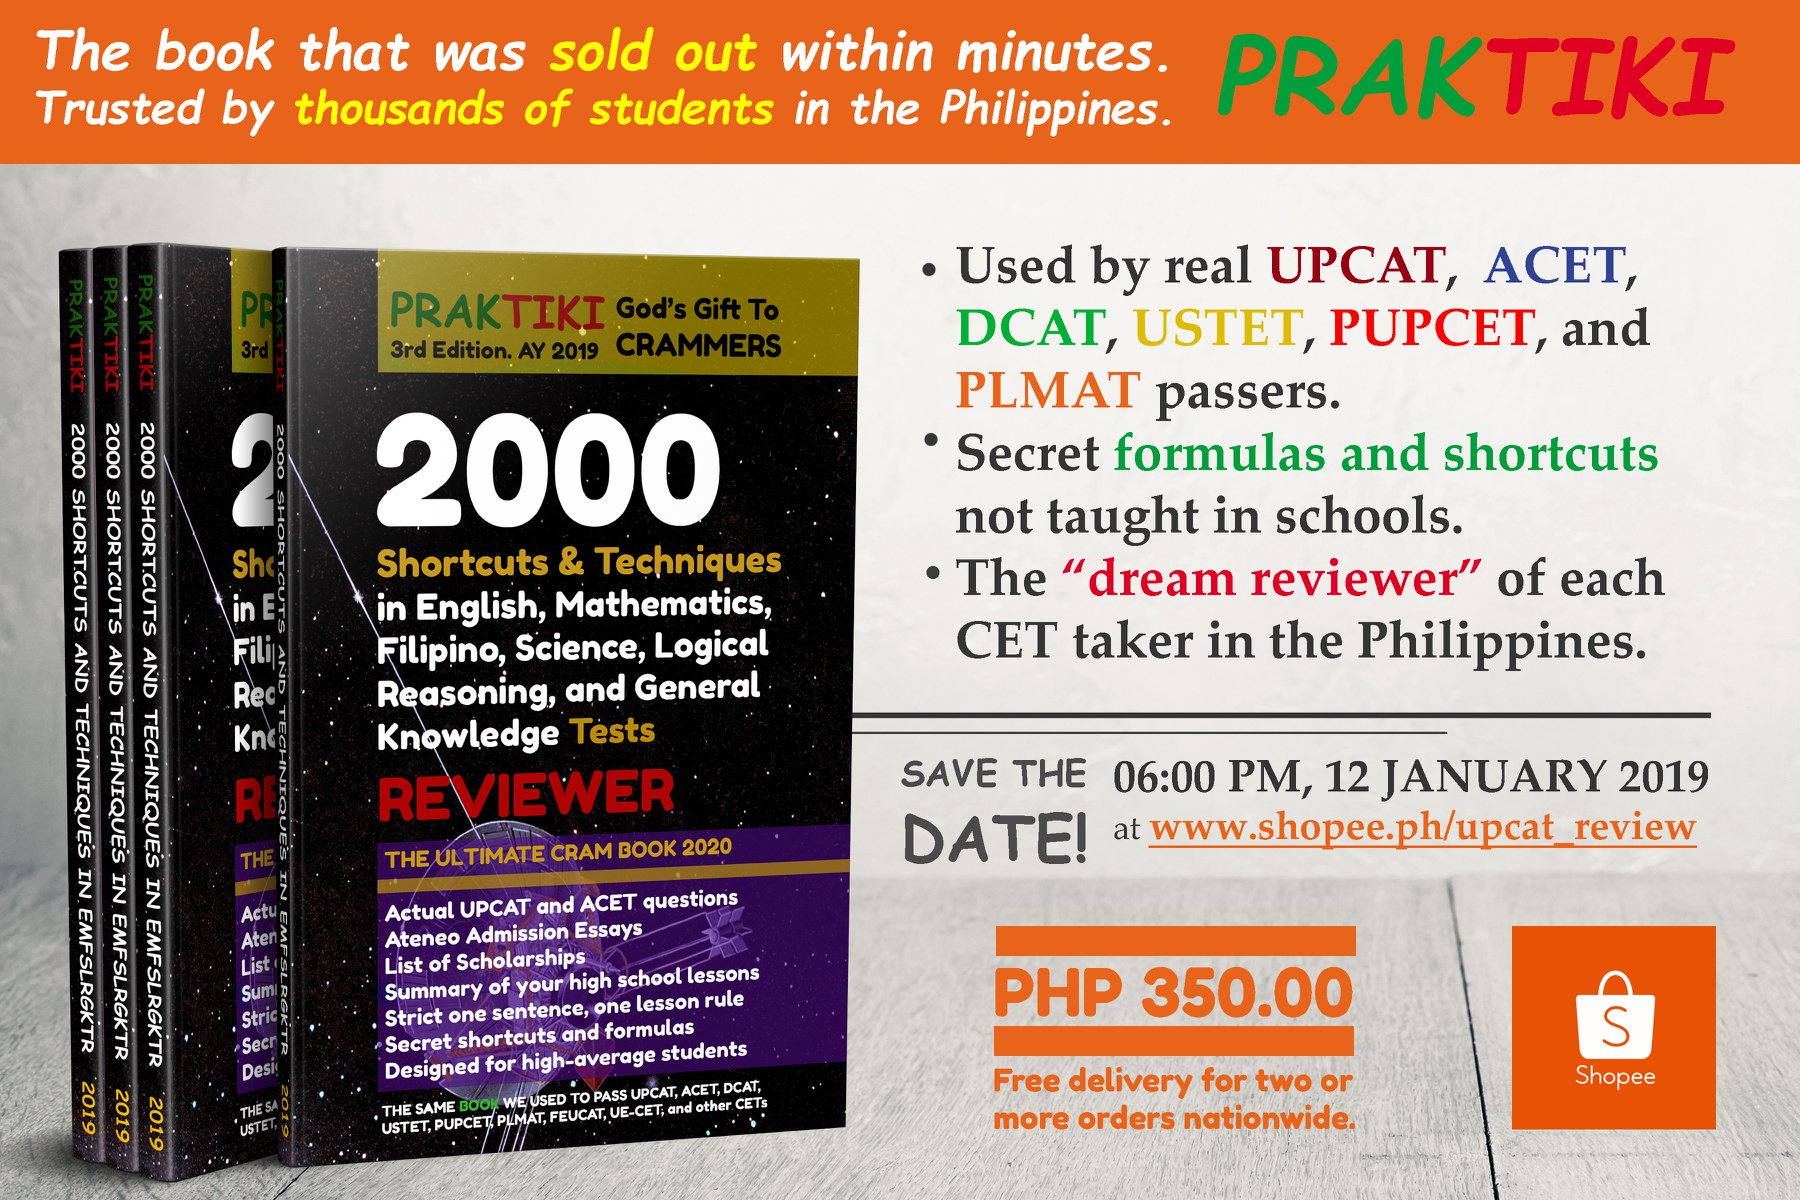 The book that was sold out within minutes.
Trusted by thousands of students in the Philippines.
PRAKTIKI
PRAKTIKI
2000 SHORTCUTS AND TECHNIQUES IN EMFSLRGKTR
2019
PRAKTIKI
2000 SHORTCUTS AND TECHNIQUES IN EMFSLRGKTR
2019
PRAKTIKI
2000 SHORTCUTS AND TECHNIQUES IN EMFSLRGKTR
2019
3rd
2
in E
THE
List
THE SA
USTET,
PRAKTIKI
2000 SHORTCUTS AND TECHNIQUES IN EMFSLRGKTR
2019
PRAKTIKI God's Gift To
3rd Edition. AY 2019 CRAMMERS
2000
Shortcuts & Techniques
in English, Mathematics,
Filipino, Science, Logical
Reasoning, and General
Knowledge Tests
REVIEWER
THE ULTIMATE CRAM BOOK 2020
Actual UPCAT and ACET questions
Ateneo Admission Essays
List of Scholarships
Summary of your high school lessons
Strict one sentence, one lesson rule
Secret shortcuts and formulas
Designed for high-average students
THE SAME BOOK WE USED TO PASS UPCAT, ACET, DCAT,
USTET, PUPCET, PLMAT, FEUCAT, UE-CET, and other CETs
• Used by real UPCAT, ACET,
DCAT, USTET, PUPCET, and
PLMAT passers.
• Secret formulas and shortcuts
not taught in schools.
• The “dream reviewer” of each
CET taker in the Philippines.
SAVE THE
DATE!
06:00 PM, 12 JANUARY 2019
at www.shopee.ph/upcat_review
PHP 350.00
Free delivery for two or
more orders nationwide.
S
Shopee